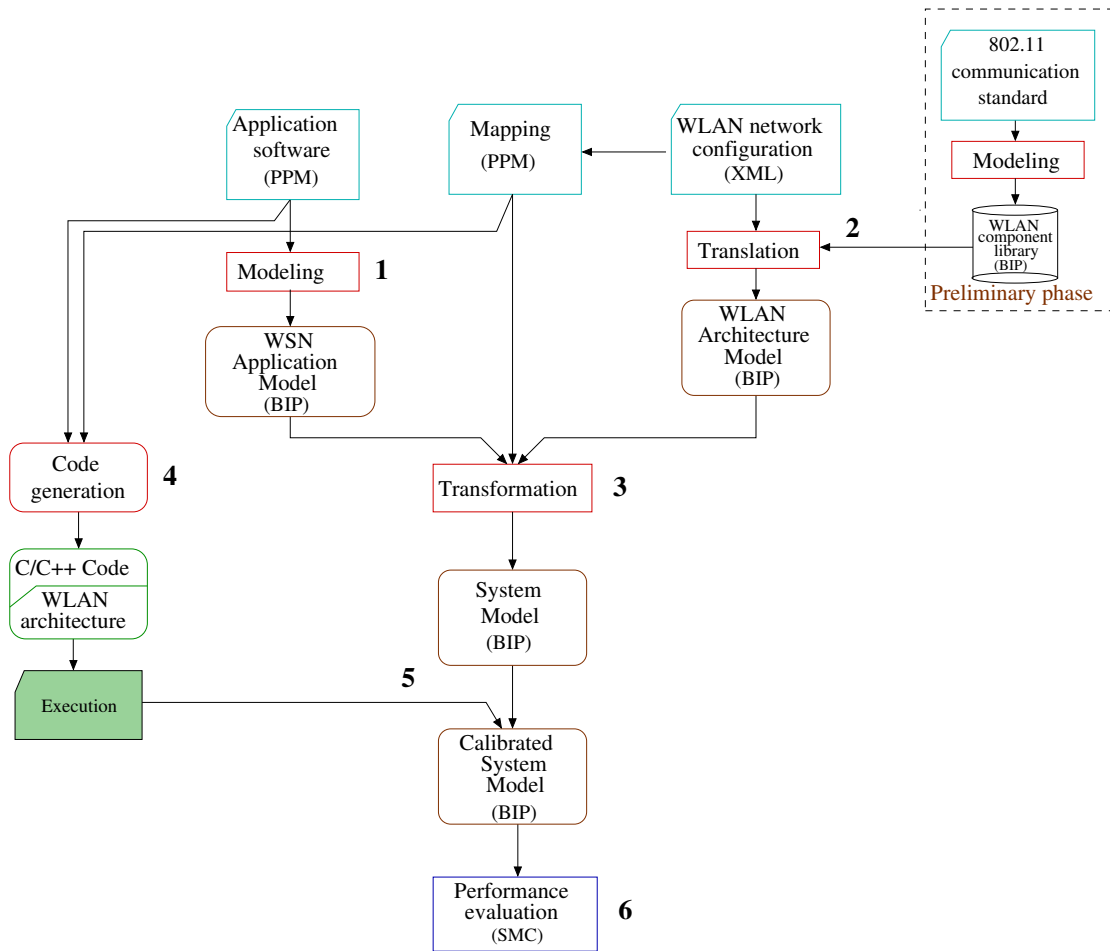 802.11
communication
standard
Application
software
(PPM)
Mapping
(PPM)
WLAN network
configuration
(XML)
Modeling
Modeling
1
Translation
2
WLAN
component
library
(BIP)
Preliminary phase
WSN
Application
Model
(BIP)
WLAN
Architecture
Model
(BIP)
Code
generation
4
Transformation
3
C/C++ Code
WLAN
architecture
System
Model
(BIP)
Execution
5
Calibrated
System
Model
(BIP)
Performance
evaluation
(SMC)
6